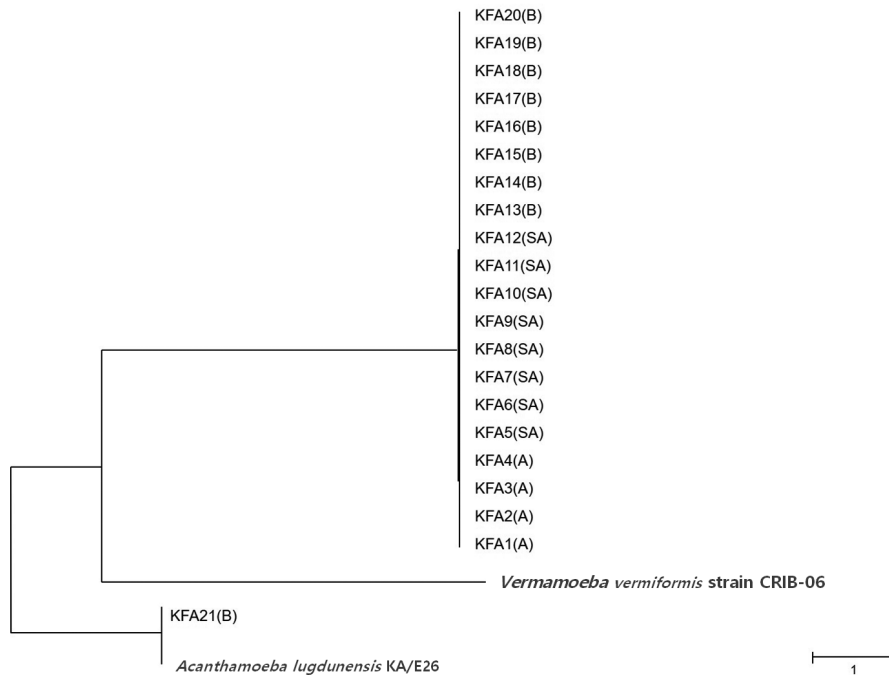 KFA20(B)
KFA19(B)
KFA18(B)
KFA17(B)
KFA16(B)
KFA15(B)
KFA14(B)
KFA13(B)
KFA12(SA)
KFA11(SA)
KFA10(SA)
KFA9(SA)
KFA8(SA)
KFA7(SA)
KFA6(SA)
KFA5(SA)
KFA4(A)
KFA3(A)
KFA2(A)
KFA1(A)
Vermamoeba vermiformis strain CRIB-06
KFA21(B)
Acanthamoeba lugdunensis KA/E26
1